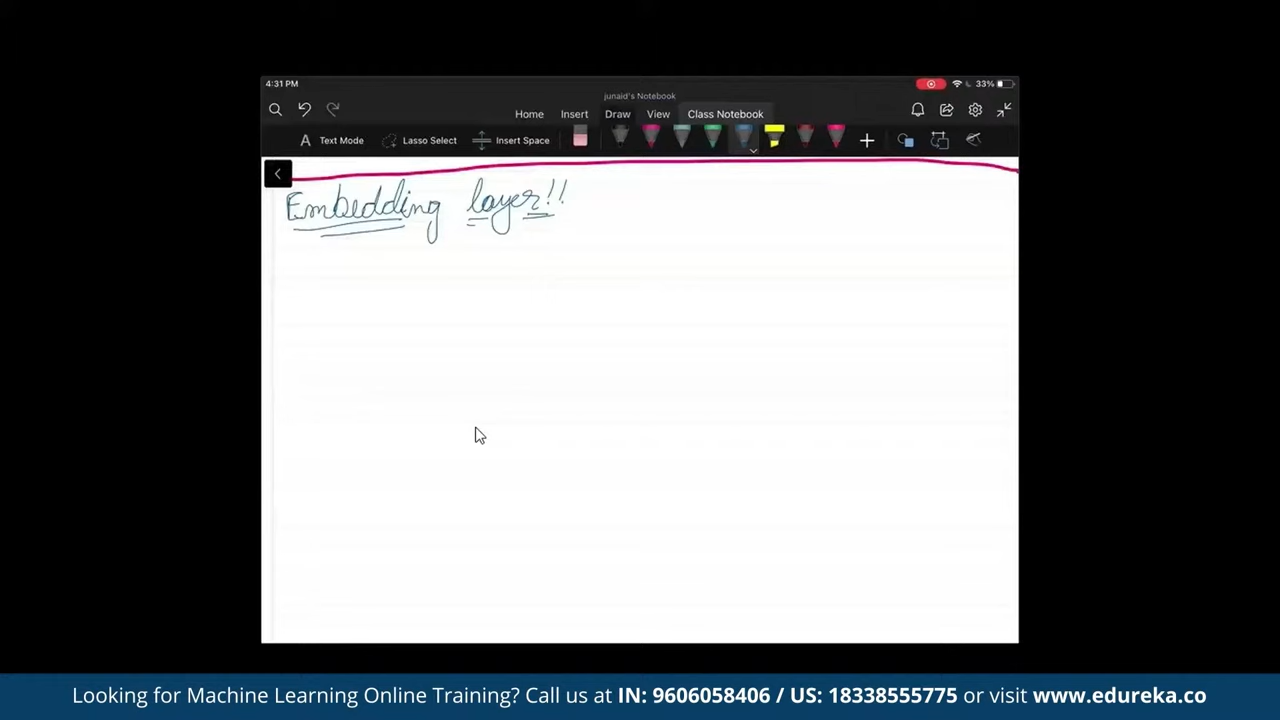 4:31 PM
33%
junaid's Notebook
Home Insert Draw View Class Notebook
A Text Mode Lasso Select Insert Space
Embedding layer!!
Looking for Machine Learning Online Training? Call us at IN: 9606058406 / US: 18338555775 or visit www.edureka.co